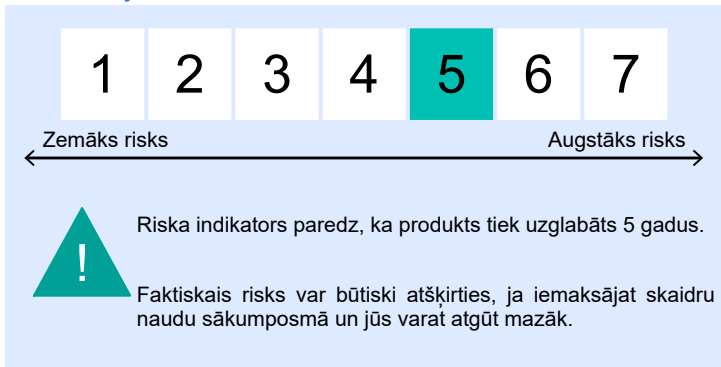 1 2 3 4 5 6 7
Zemāks risks Augstāks risks
Riska indikators paredz, ka produkts tiek uzglabāts 5 gadus.
!
Faktiskais risks var būtiski atšķirties, ja iemaksājat skaidru
naudu sākumposmā un jūs varat atgūt mazāk.